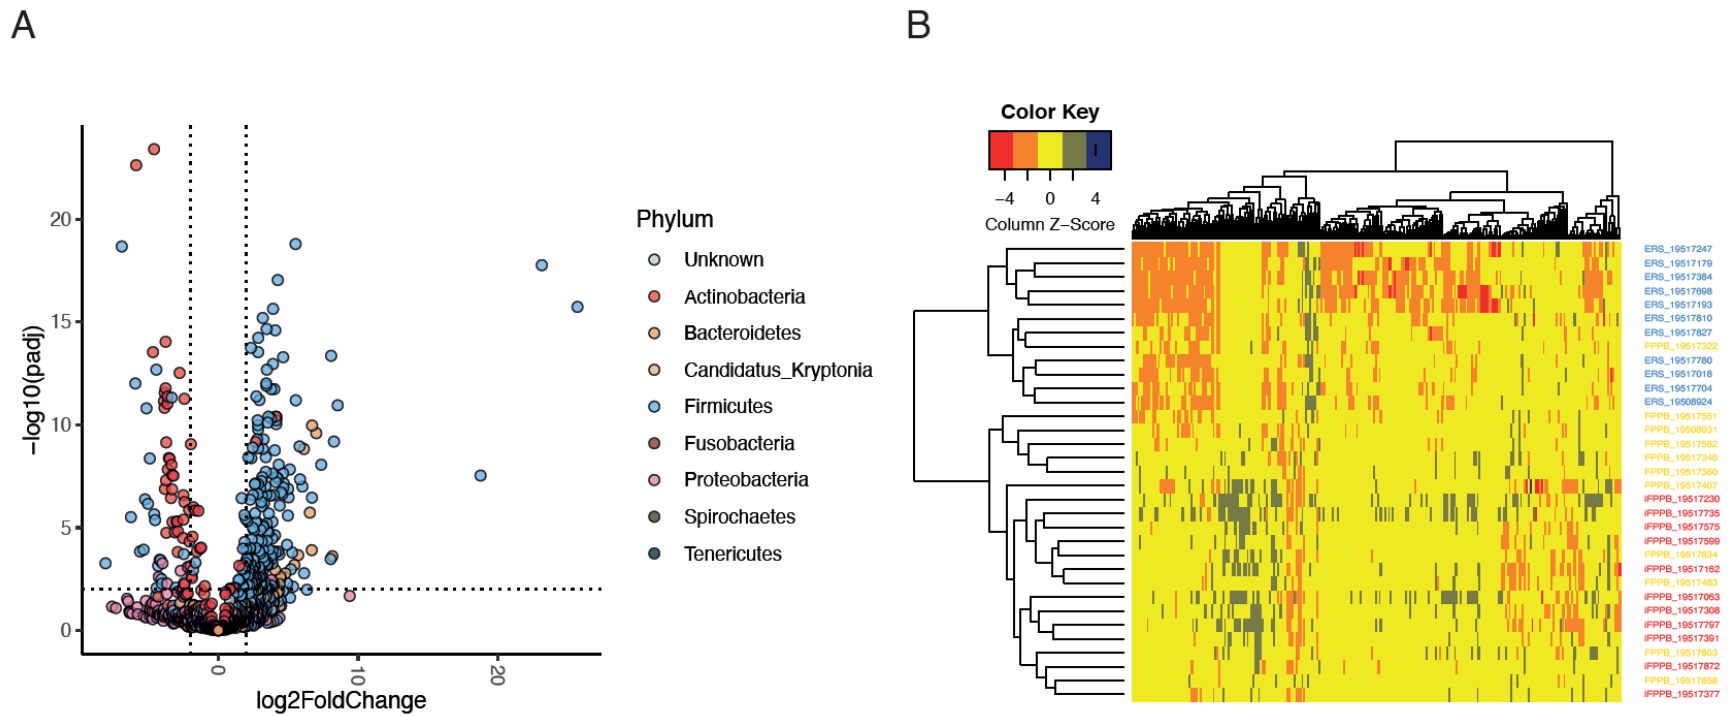 A
B
20
15
10
5
0
−log10(padj)
0
10
20
log2FoldChange
Phylum
Unknown
Actinobacteria
Bacteroidetes
Candidatus_Kryptonia
Firmicutes
Fusobacteria
Proteobacteria
Spirochaetes
Tenericutes
Color Key
−4 0 4
Column Z−Score
ERS_19517247
ERS_19517179
ERS_19517384
ERS_19517698
ERS_19517193
ERS_19517810
ERS_19517827
FPPB_19517322
ERS_19517780
ERS_19517018
ERS_19517704
ERS_19508924
FPPB_19517551
FPPB_19508931
FPPB_19517582
FPPB_19517346
FPPB_19517360
FPPB_19517407
iFPPB_19517230
iFPPB_19517735
iFPPB_19517575
iFPPB_19517599
FPPB_19517834
iFPPB_19517162
FPPB_19517483
iFPPB_19517063
iFPPB_19517308
iFPPB_19517797
iFPPB_19517391
FPPB_19517803
iFPPB_19517872
FPPB_19517858
iFPPB_19517377